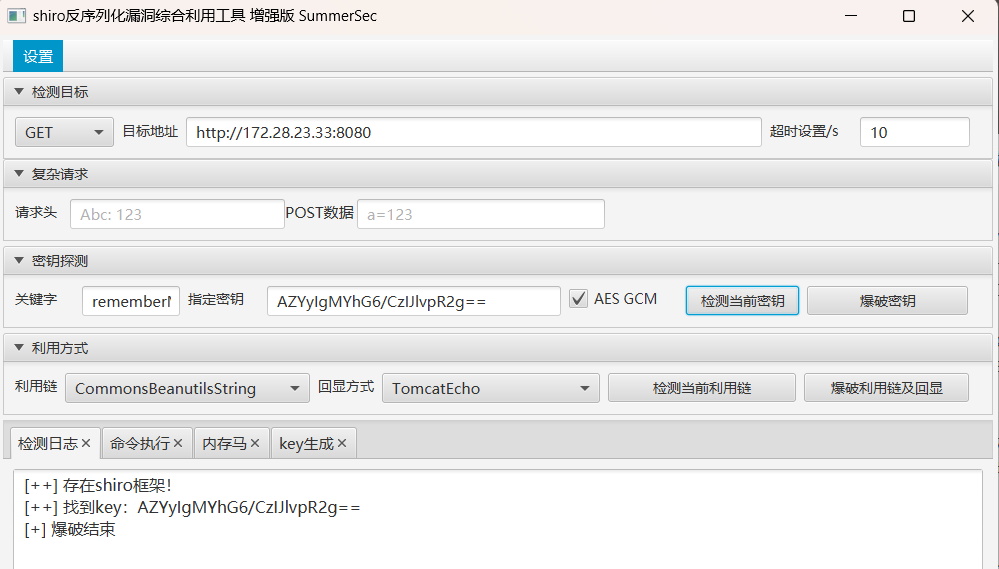 shiro反序列化漏洞综合利用工具 增强版 SummerSec
设置
检测目标
GET 目标地址 http://172.28.23.33:8080 超时设置/s 10
复杂请求
请求头 Abc: 123 POST数据 a=123
密钥探测
关键字 rememberM 指定密钥 AZYyIgMYhG6/CzIJlvpR2g== AES GCM 检测当前密钥 爆破密钥
利用方式
利用链 CommonsBeanutilsString 回显方式 TomcatEcho 检测当前利用链 爆破利用链及回显
检测日志 命令执行 内存马 key生成
[++] 存在shiro框架!
[++] 找到key：AZYyIgMYhG6/CzIJlvpR2g==
[+] 爆破结束